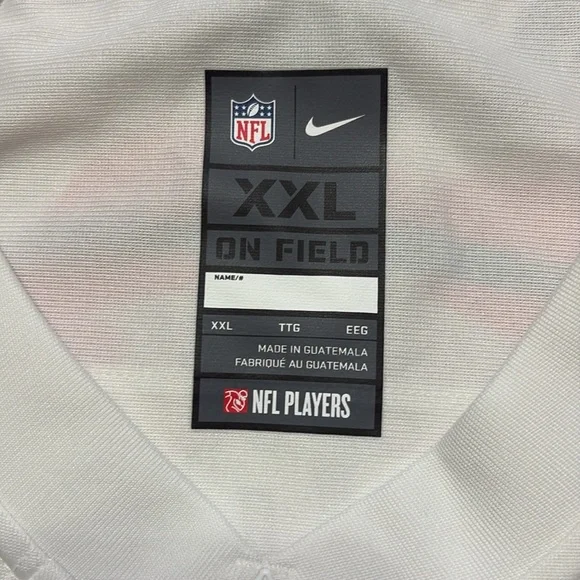 NFL
XXL
ON FIELD
NAME/#
XXL TTG EEG
MADE IN GUATEMALA
FABRIQUÉ AU GUATEMALA
NFL PLAYERS